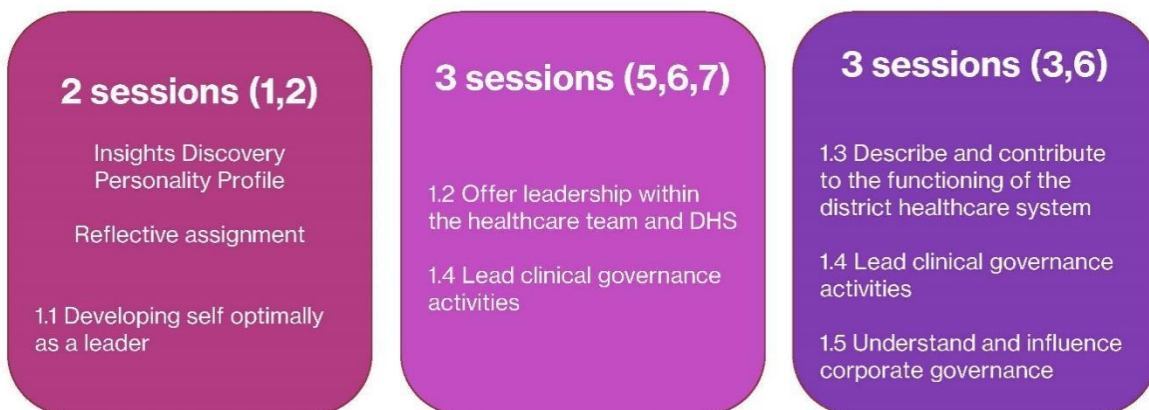 2 sessions (1,2)
Insights Discovery
Personality Profile
Reflective assignment
1.1 Developing self optimally
as a leader
3 sessions (5,6,7)
1.2 Offer leadership within
the healthcare team and DHS
1.4 Lead clinical governance
activities
3 sessions (3,6)
1.3 Describe and contribute
to the functioning of the
district healthcare system
1.4 Lead clinical governance
activities
1.5 Understand and influence
corporate governance